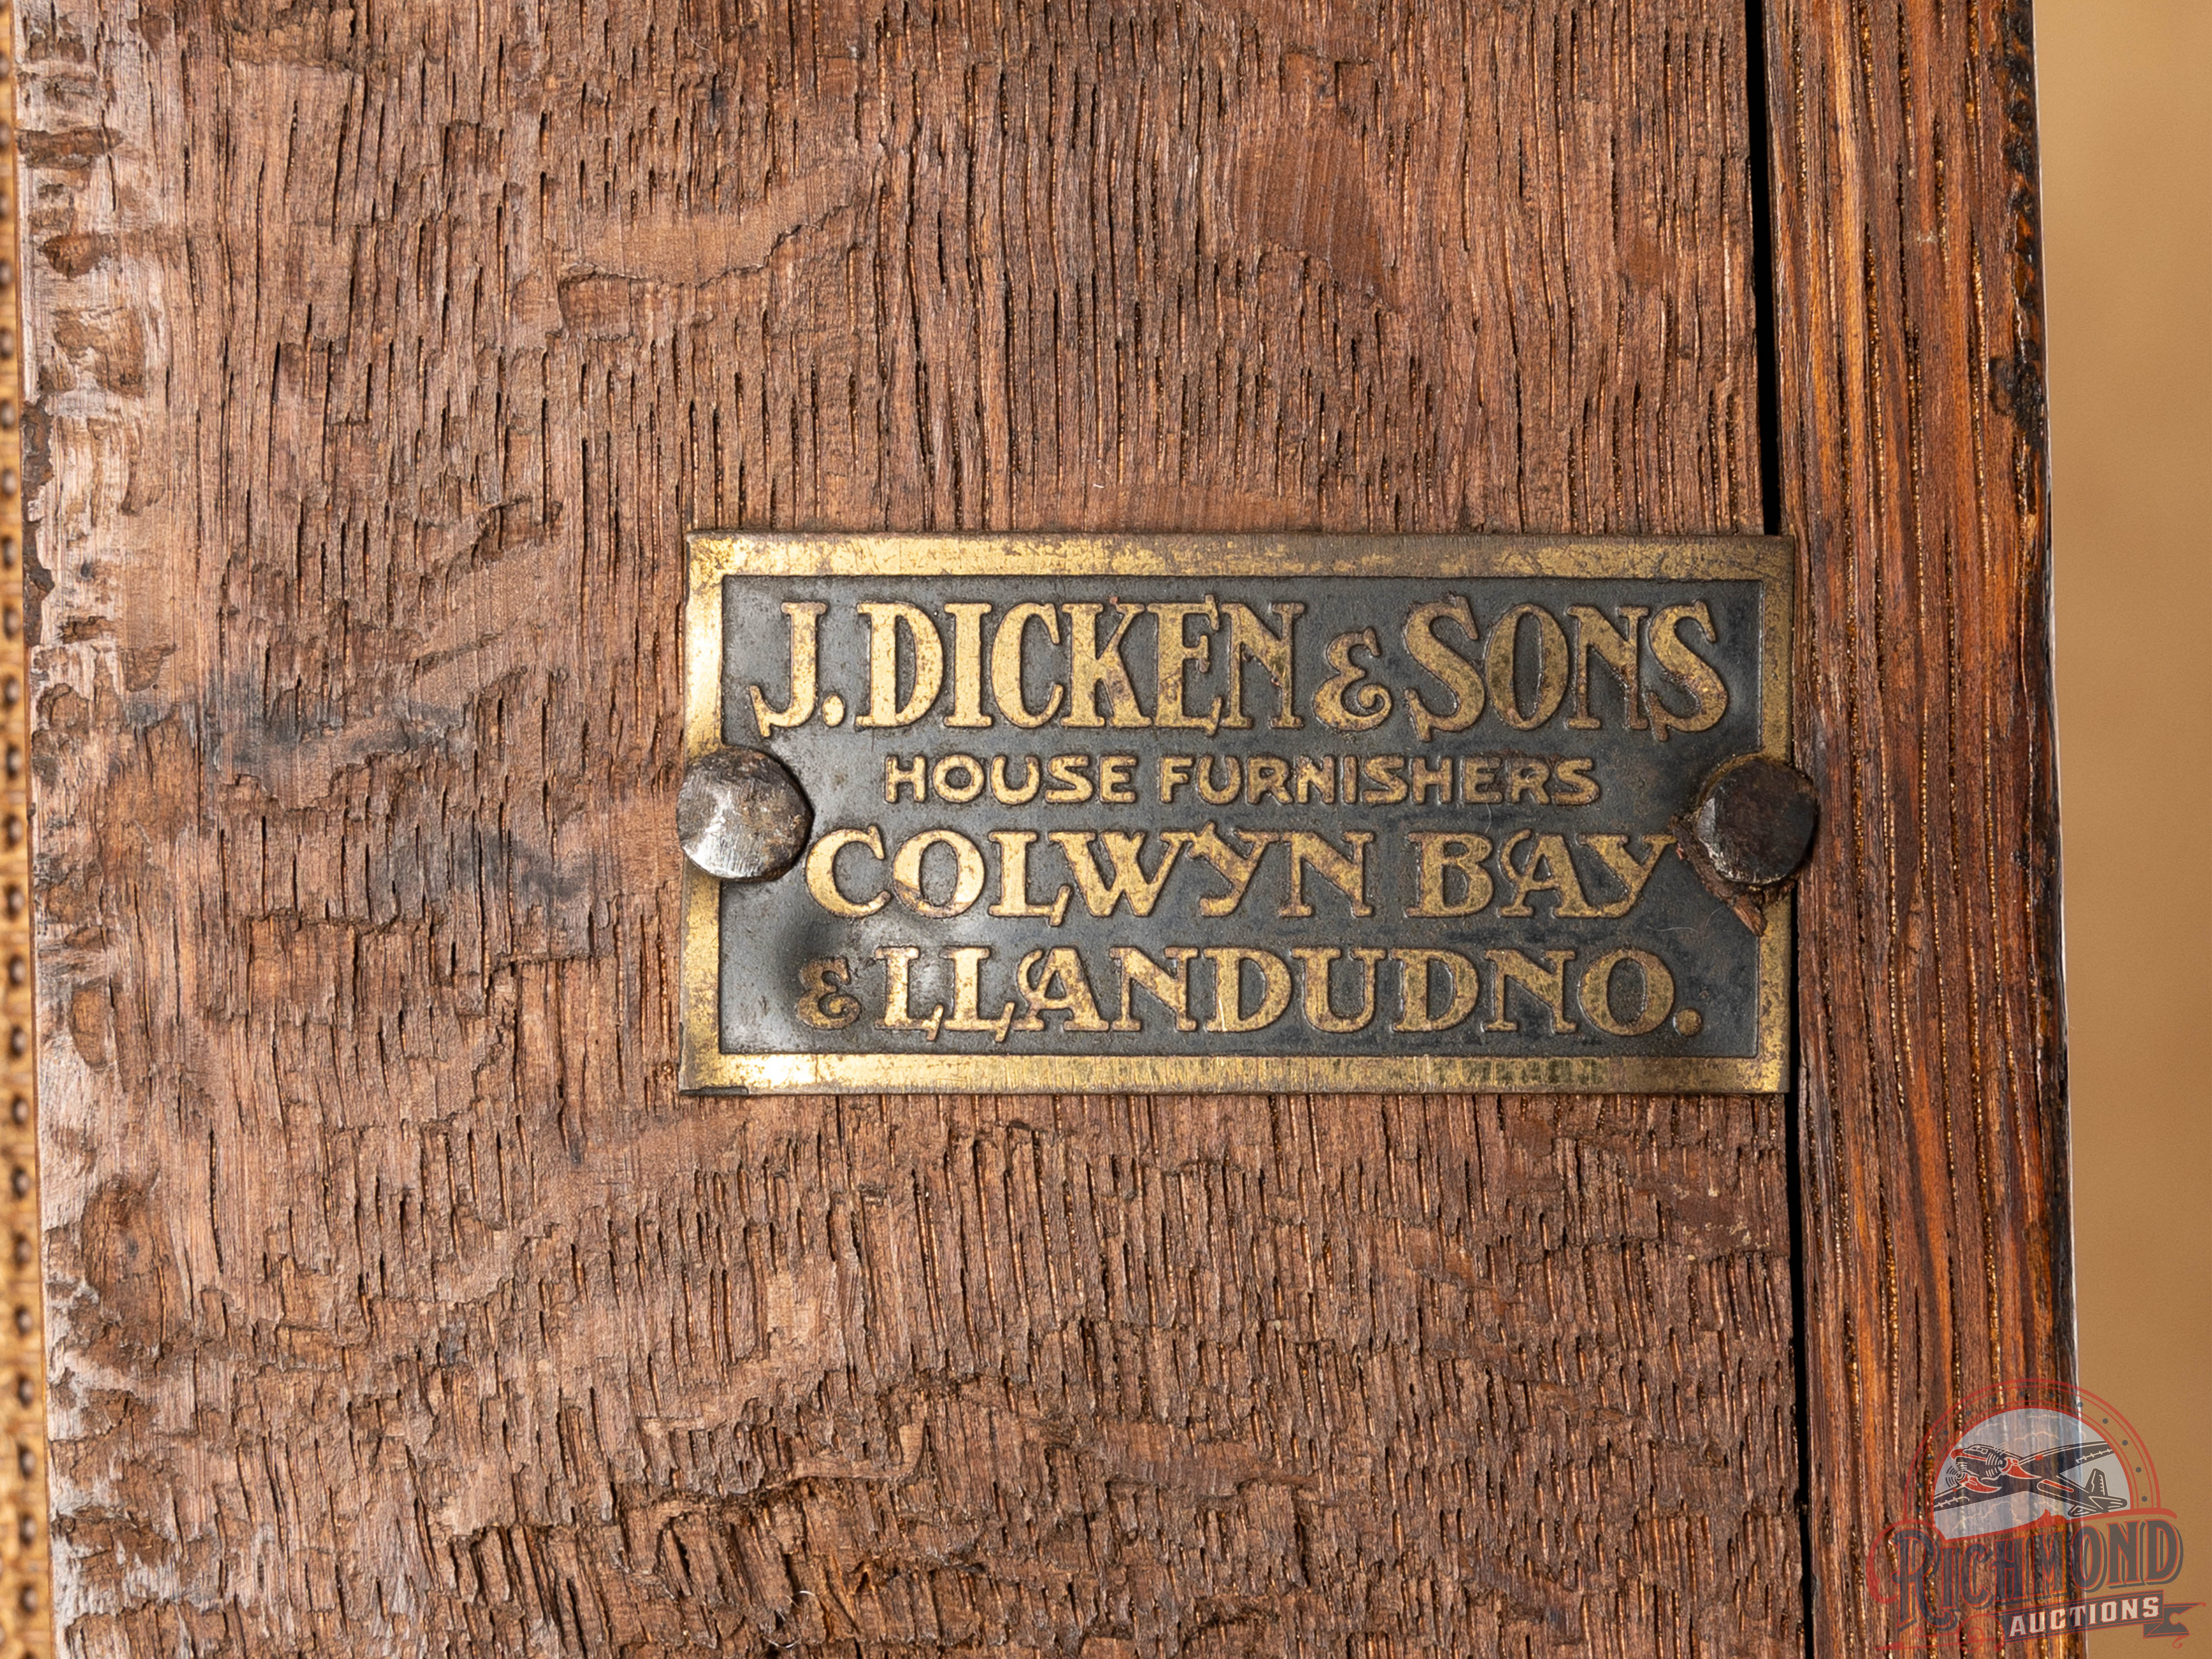 J. DICKEN & SONS
HOUSE FURNISHERS
COLWYN BAY
& LLANDUDNO.
RICHMOND
AUCTIONS